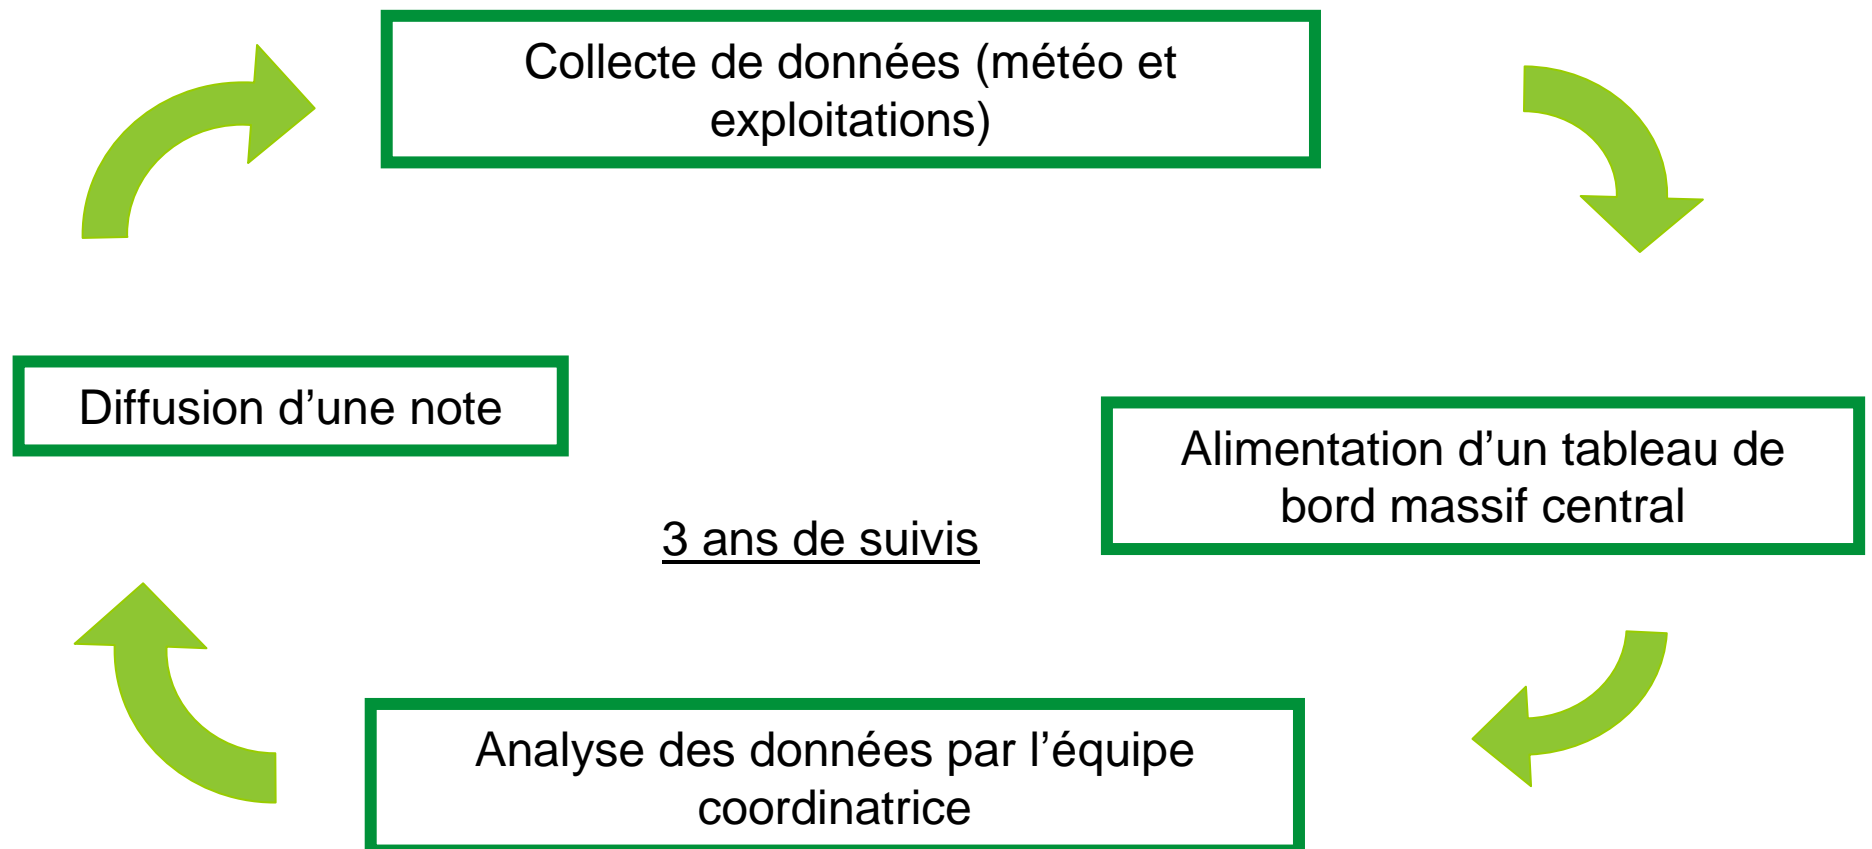 Collecte de données (météo et
exploitations)
Diffusion d’une note
Alimentation d’un tableau de
bord massif central
3 ans de suivis
Analyse des données par l’équipe
coordinatrice